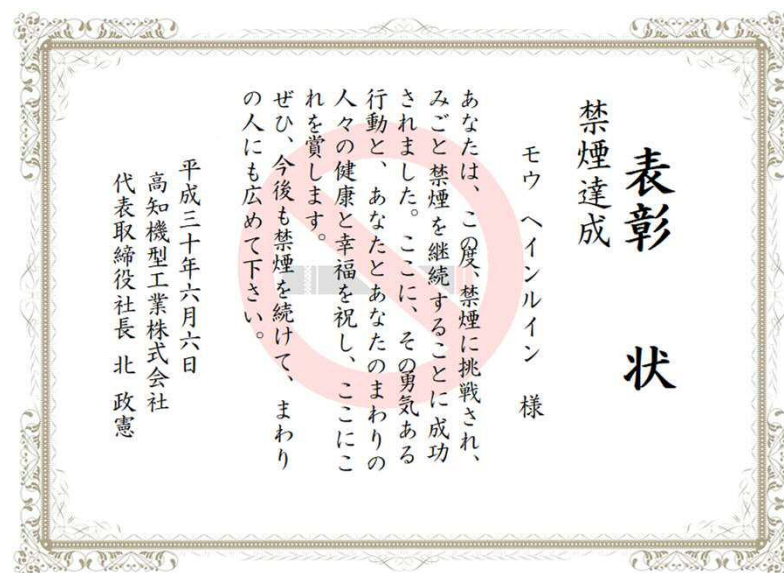 表彰状
禁煙達成
モウ ヘインルイン 様
あなたは、この度、禁煙に挑戦され、
みごと禁煙を継続することに成功
されました。ここに、その勇気ある
行動と、あなたとあなたのまわりの
人々の健康と幸福を祝し、ここにこ
れを賞します。
ぜひ、今後も禁煙を続けて、まわり
の人にも広めて下さい。
平成三十年六月六日
高知機型工業株式会社
代表取締役社長 北 政憲